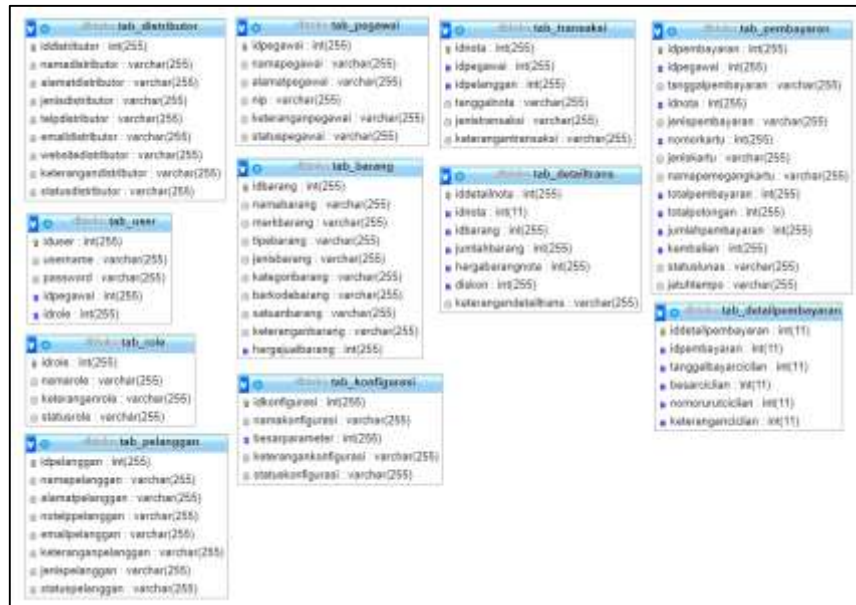 tab_distributor
iddistributor : int(255)
namadistributor : varchar(255)
alamatdistributor : varchar(255)
jenisdistributor : varchar(255)
telpdistributor : varchar(255)
emaildistributor : varchar(255)
websitedistributor : varchar(255)
keterangandistributor : varchar(255)
statusdistributor : varchar(255)
tab_user
iduser : int(255)
username : varchar(255)
password : varchar(255)
idpegawai : int(255)
idrole : int(255)
tab_role
idrole : int(255)
namarole : varchar(255)
keteranganrole : varchar(255)
statusrole : varchar(255)
tab_pelanggan
idpelanggan : int(255)
namapelanggan : varchar(255)
alamatpelanggan : varchar(255)
notelppelanggan : varchar(255)
emailpelanggan : varchar(255)
keteranganpelanggan : varchar(255)
jenispelanggan : varchar(255)
statuspelanggan : varchar(255)
tab_pegawai
idpegawai : int(255)
namapegawai : varchar(255)
alamatpegawai : varchar(255)
nip : varchar(255)
keteranganpegawai : varchar(255)
statuspegawai : varchar(255)
tab_barang
idbarang : int(255)
namabarang : varchar(255)
merkbarang : varchar(255)
tipebarang : varchar(255)
jenisbarang : varchar(255)
kategoribarang : varchar(255)
barkodebarang : varchar(255)
satuanbarang : varchar(255)
keteranganbarang : varchar(255)
hargajualbarang : int(255)
tab_konfigurasi
idkonfigurasi : int(255)
namakonfigurasi : varchar(255)
besarparameter : int(255)
keterangankonfigurasi : varchar(255)
statuskonfigurasi : varchar(255)
tab_transaksi
idnota : int(255)
idpegawai : int(255)
idpelanggan : int(255)
tanggalnota : varchar(255)
jenistransaksi : varchar(255)
keterangantransaksi : varchar(255)
tab_detailtrans
iddetailnota : int(255)
idnota : int(11)
idbarang : int(255)
jumlahbarang : int(255)
hargabarangnota : int(255)
diskon : int(255)
keterangandetailtrans : varchar(255)
tab_pembayaran
idpembayaran : int(255)
idpegawai : int(255)
tanggalpembayaran : varchar(255)
idnota : int(255)
jenispembayaran : varchar(255)
nomorkartu : int(255)
jeniskartu : varchar(255)
namapemegangkartu : varchar(255)
totalpembayaran : int(255)
totalpotongan : int(255)
jumlahpembayaran : int(255)
kembalian : int(255)
statuslunas : varchar(255)
jatuhtempo : varchar(255)
tab_detailpembayaran
iddetailpembayaran : int(11)
idpembayaran : int(11)
tanggalbayarcicilan : int(11)
besarcicilan : int(11)
nomorurutcicilan : int(11)
keterangancicilan : int(11)